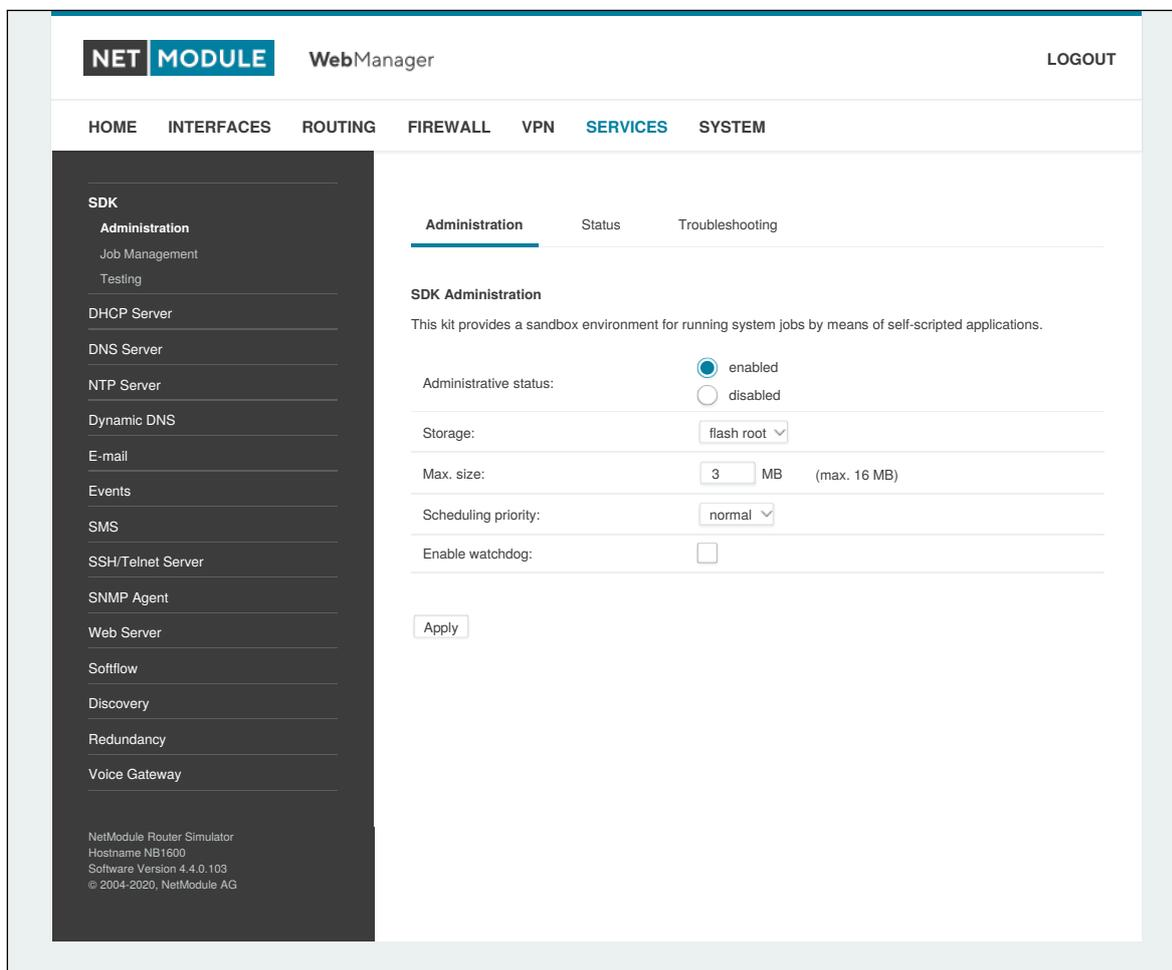 NET MODULE WebManager LOGOUT
HOME INTERFACES ROUTING FIREWALL VPN SERVICES SYSTEM
SDK
Administration
Job Management
Testing
DHCP Server
DNS Server
NTP Server
Dynamic DNS
E-mail
Events
SMS
SSH/Telnet Server
SNMP Agent
Web Server
Softflow
Discovery
Redundancy
Voice Gateway
NetModule Router Simulator
Hostname NB1600
Software Version 4.4.0.103
© 2004-2020, NetModule AG
Administration Status Troubleshooting
SDK Administration
This kit provides a sandbox environment for running system jobs by means of self-scripted applications.
Administrative status:
enabled
disabled
Storage: flash root
Max. size: 3 MB (max. 16 MB)
Scheduling priority: normal
Enable watchdog:
Apply